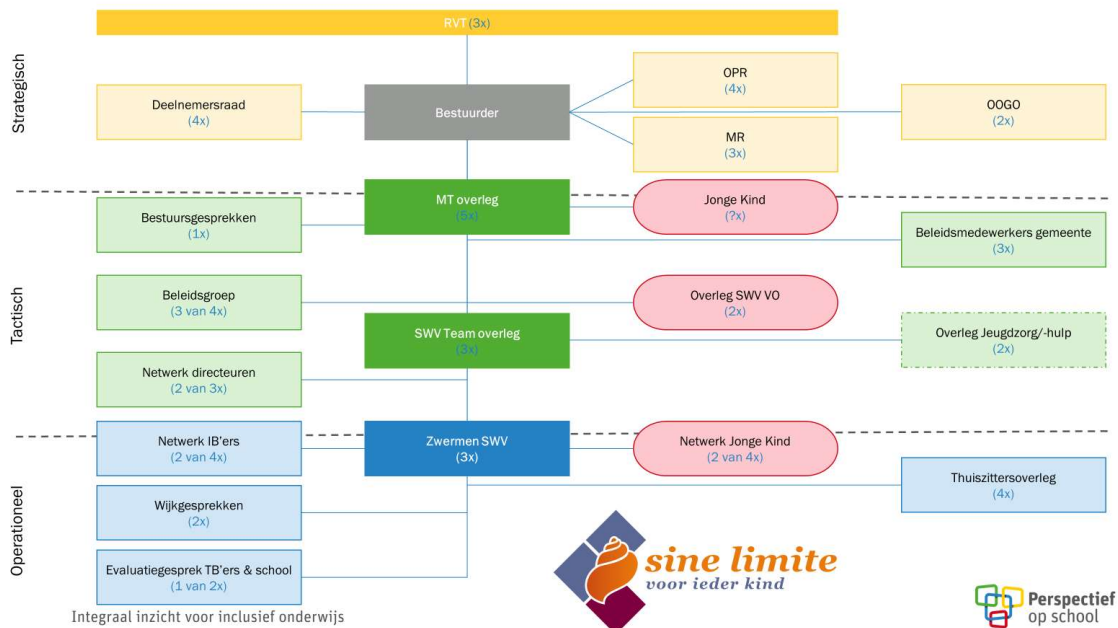 RVT (3x)
Strategisch
Deelnemersraad
(4x)
Bestuurder
OPR
(4x)
MR
(3x)
OOGO
(2x)
Tactisch
MT overleg
(5x)
Jonge Kind
(?x)
Bestuursgesprekken
(1x)
Beleidsmedewerkers gemeente
(3x)
Beleidsgroep
(3 van 4x)
Overleg SWV VO
(2x)
SWV Team overleg
(3x)
Overleg Jeugdzorg/-hulp
(2x)
Netwerk directeuren
(2 van 3x)
Operationeel
Netwerk IB'ers
(2 van 4x)
Zwermen SWV
(3x)
Netwerk Jonge Kind
(2 van 4x)
Thuiszittersoverleg
(4x)
Wijkgesprekken
(2x)
Evaluatiegesprek TB'ers & school
(1 van 2x)
sine limite
voor ieder kind
Integraal inzicht voor inclusief onderwijs
Perspectief
op school